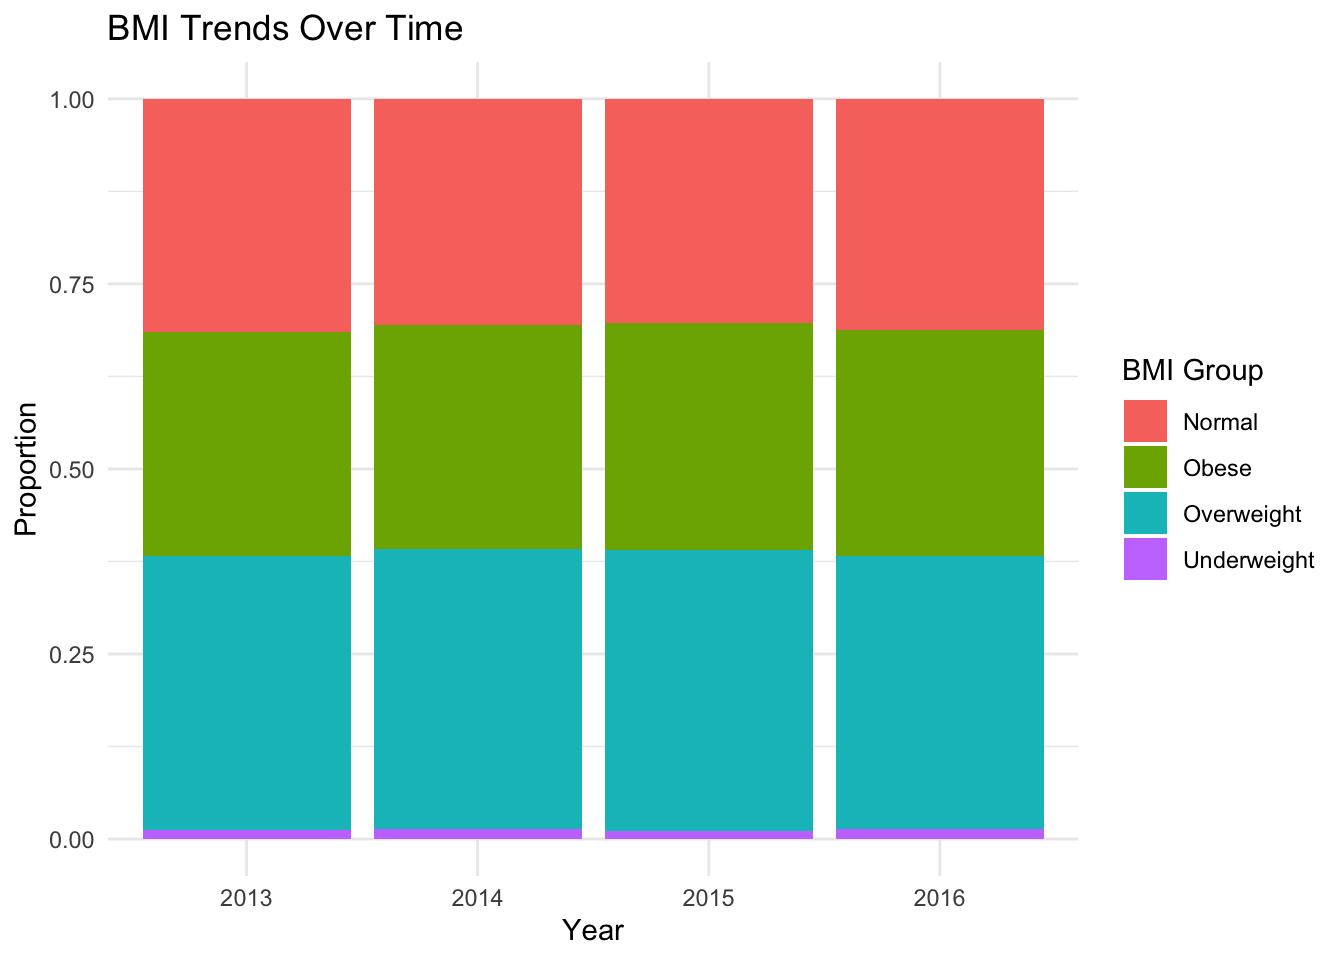 BMI Trends Over Time
Proportion
1.00
0.75
0.50
0.25
0.00
2013 2014 2015 2016
Year
BMI Group
Normal
Obese
Overweight
Underweight